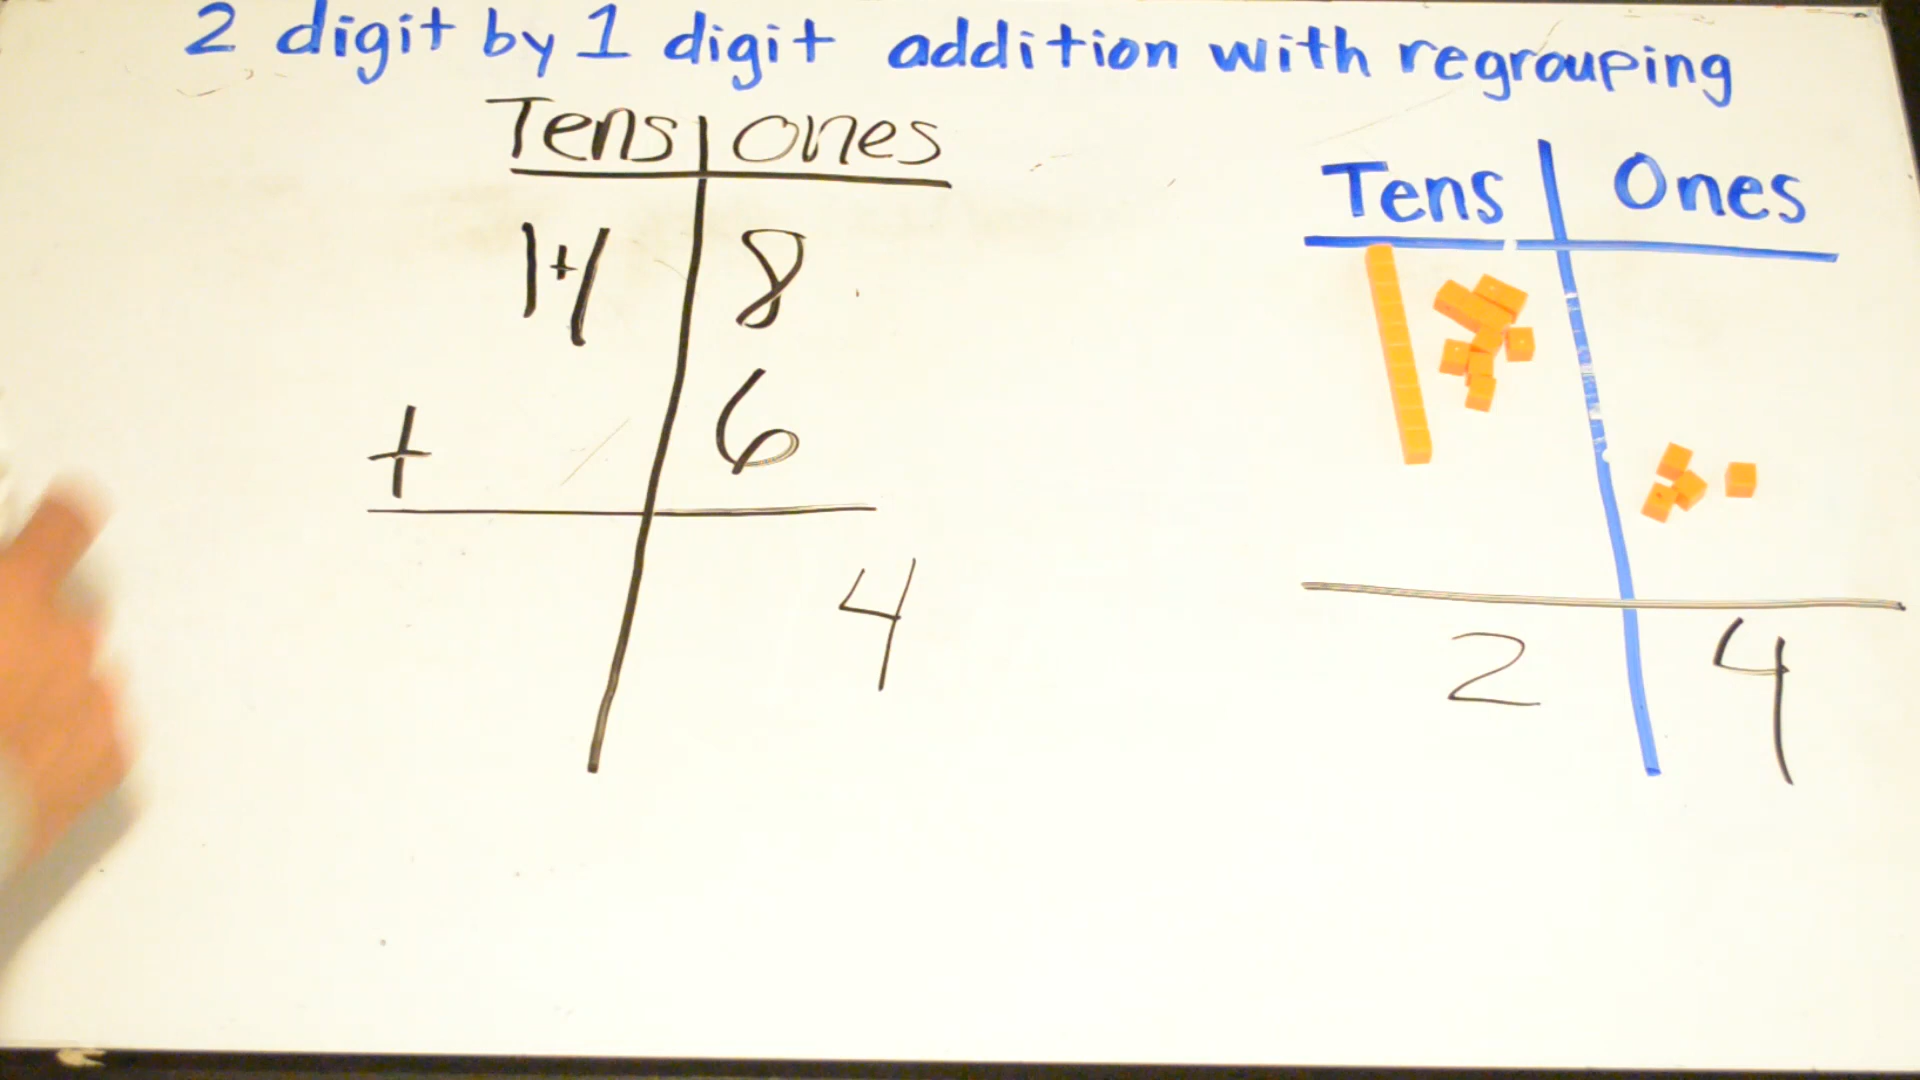 2 digit by 1 digit addition with regrouping
Tens ones
1+1 8
+ 6
4
Tens Ones
2 4